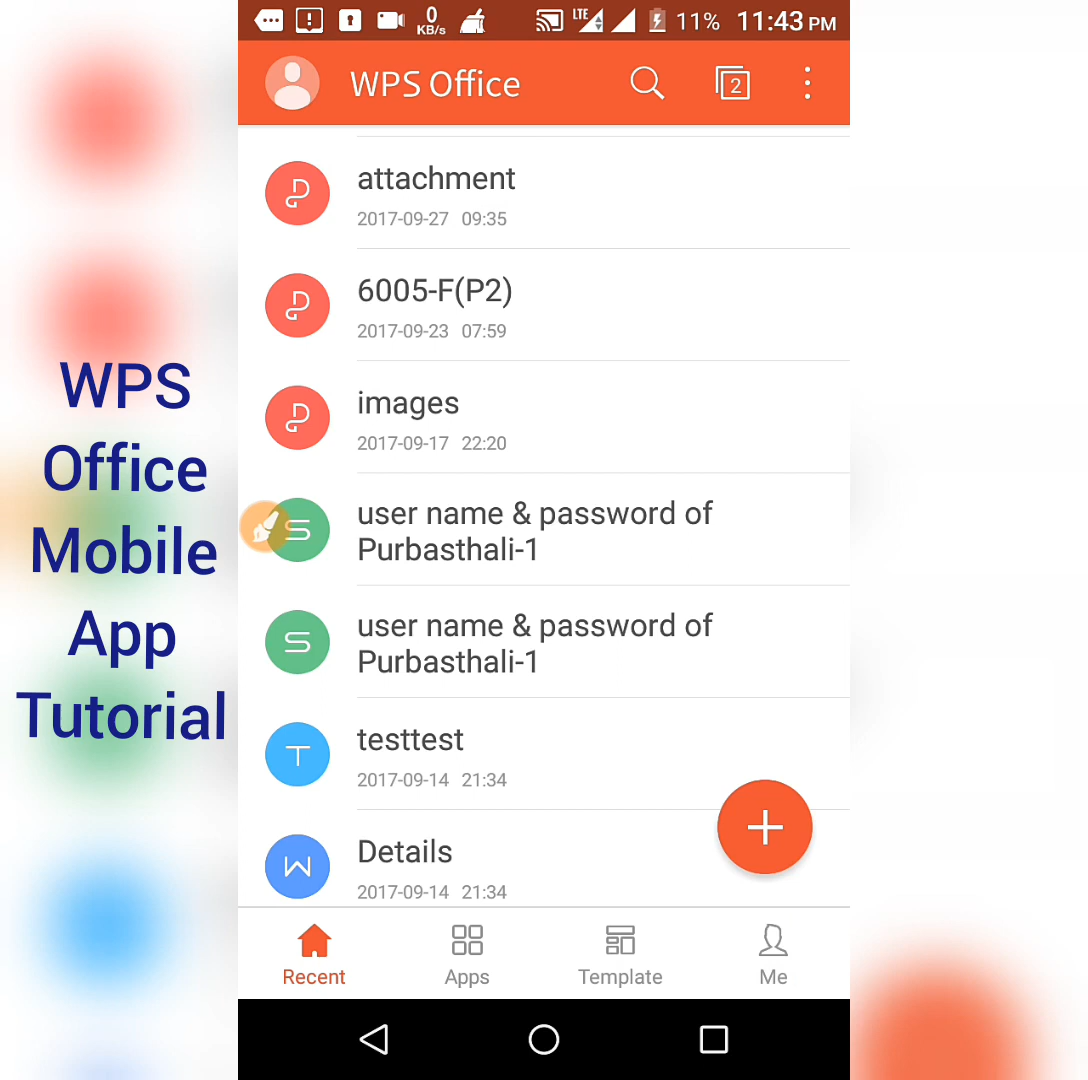 WPS
Office
Mobile
App
Tutorial
0
KB/s
LTE
11%
11:43 PM
WPS Office
2
attachment
2017-09-27 09:35
6005-F(P2)
2017-09-23 07:59
images
2017-09-17 22:20
S
user name & password of
Purbasthali-1
S
user name & password of
Purbasthali-1
T
testtest
2017-09-14 21:34
W
Details
2017-09-14 21:34
Recent
Apps
Template
Me